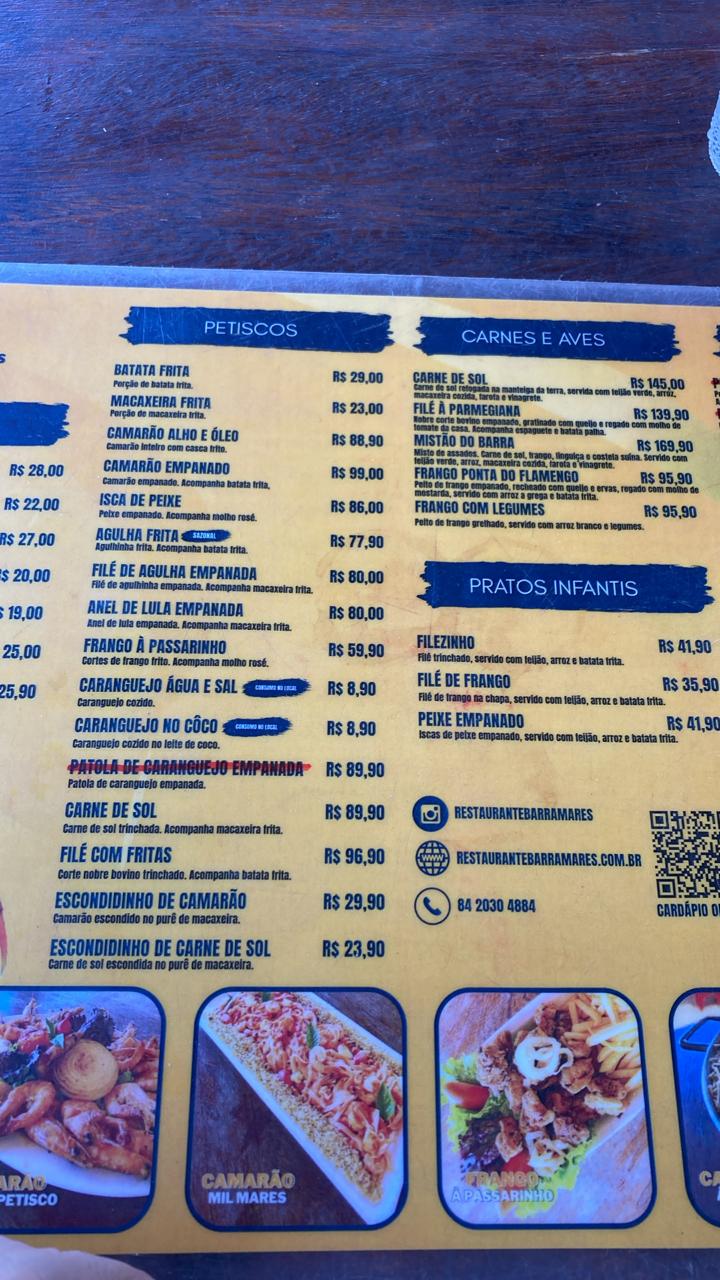 PETISCOS
BATATA FRITA R$ 29,00
Porção de batata frita.
MACAXEIRA FRITA R$ 23,00
Porção de macaxeira frita.
CAMARÃO ALHO E ÓLEO R$ 88,90
Camarão inteiro com casca frito.
CAMARÃO EMPANADO R$ 99,00
Camarão empanado. Acompanha batata frita,
ISCA DE PEIXE R$ 86,00
Peixe empanado. Acompanha molho rosé.
AGULHA FRITA SAZONAL R$ 77,90
Agulhinha frita. Acompanha batata frita.
FILÉ DE AGULHA EMPANADA R$ 80,00
Filé de agulhinha empanada. Acompanha macaxeira frita.
ANEL DE LULA EMPANADA R$ 80,00
Anel de lula empanada. Acompanha macaxeira frita.
FRANGO À PASSARINHO R$ 59,90
Cortes de frango frito. Acompanha molho rosé.
CARANGUEJO ÁGUA E SAL CONSUMO NO LOCAL R$ 8,90
Caranguejo cozido.
CARANGUEJO NO CÔCO CONSUMO NO LOCAL R$ 8,90
Caranguejo cozido no leite de coco.
PATOLA DE CARANGUEJO EMPANADA R$ 89,90
Patola de caranguejo empanada.
CARNE DE SOL R$ 89,90
Carne de sol trinchada. Acompanha macaxeira frita.
FILÉ COM FRITAS R$ 96,90
Corte nobre bovino trinchado. Acompanha batata frita.
ESCONDIDINHO DE CAMARÃO R$ 29,90
Camarão escondido no purê de macaxeira.
ESCONDIDINHO DE CARNE DE SOL R$ 23,90
Carne de sol escondida no purê de macaxeira.
CARNES E AVES
CARNE DE SOL R$ 145,00
Carne de sol refogada na manteiga da terra, servida com feijão verde, arroz,
macaxeira cozida, farofa e vinagrete.
FILÉ À PARMEGIANA R$ 139,90
Nobre corte bovino empanado, gratinado com queijo e regado com molho de
tomate da casa. Acompanha espaguete e batata palha.
MISTÃO DO BARRA R$ 169,90
Misto de assados. Carne de sol, frango, linguiça e costela suína. Servido com
feijão verde, arroz, macaxeira cozida, farofa e vinagrete.
FRANGO PONTA DO FLAMENGO R$ 95,90
Peito de frango empanado, recheado com queijo e ervas, regado com molho de
mostarda, servido com arroz a grega e batata frita.
FRANGO COM LEGUMES R$ 95,90
Peito de frango grelhado, servido com arroz branco e legumes.
PRATOS INFANTIS
FILEZINHO R$ 41,90
Filé trinchado, servido com feijão, arroz e batata frita.
FILÉ DE FRANGO R$ 35,90
Filé de frango na chapa, servido com feijão, arroz e batata frita.
PEIXE EMPANADO R$ 41,90
Iscas de peixe empanado, servido com feijão, arroz e batata frita.
RESTAURANTEBARRAMARES
WWW RESTAURANTEBARRAMARES.COM.BR
84 2030 4884
CARDÁPIO
R$ 28,00
R$ 22,00
R$ 27,00
R$ 20,00
19,00
25,00
25,90
PETISCO
CAMARÃO
MIL MARES
FRANGO
À PASSARINHO